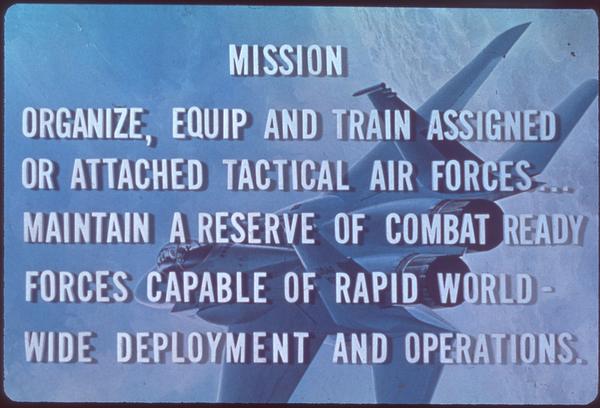 MISSION
ORGANIZE, EQUIP AND TRAIN ASSIGNED
OR ATTACHED TACTICAL AIR FORCES...
MAINTAIN A RESERVE OF COMBAT READY
FORCES CAPABLE OF RAPID WORLD-
WIDE DEPLOYMENT AND OPERATIONS.